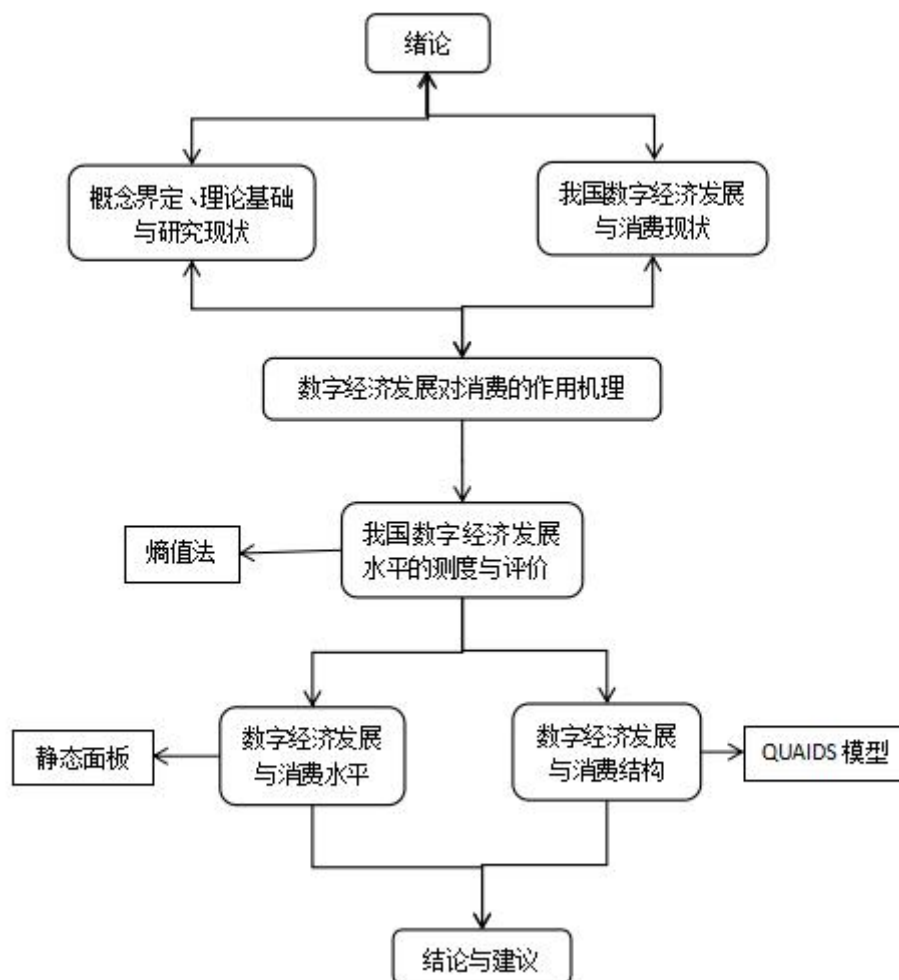 绪论
概念界定、理论基础
与研究现状
我国数字经济发展
与消费现状
数字经济发展对消费的作用机理
我国数字经济发展
水平的测度与评价
熵值法
数字经济发展
与消费水平
静态面板
数字经济发展
与消费结构
QUAIDS 模型
结论与建议